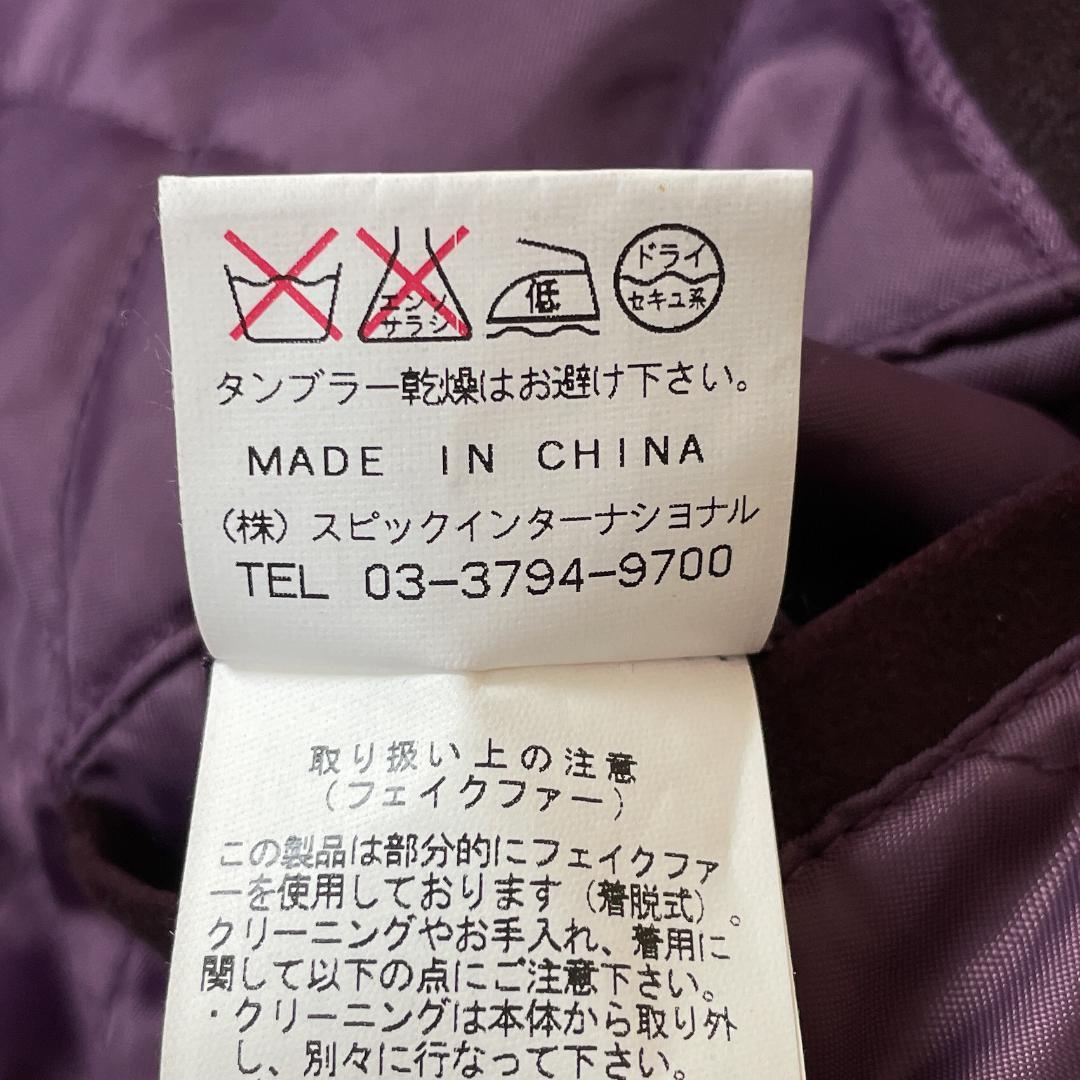 エンソ
サラシ
低
ドライ
セキユ系
タンブラー乾燥はお避け下さい。
MADE IN CHINA
（株）スピックインターナショナル
TEL 03-3794-9700
取り扱い上の注意
（フェイクファー）
この製品は部分的にフェイクファ
ーを使用しております（着脱式）。
クリーニングやお手入れ、着用に
関して以下の点にご注意下さい。
・クリーニングは本体から取り外
し、別々に行なって下さい。